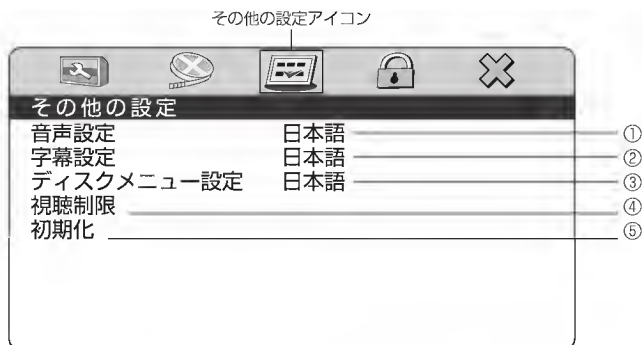 その他の設定アイコン
その他の設定
音声設定 日本語 ①
字幕設定 日本語 ②
ディスクメニュー設定 日本語 ③
視聴制限 ④
初期化 ⑤